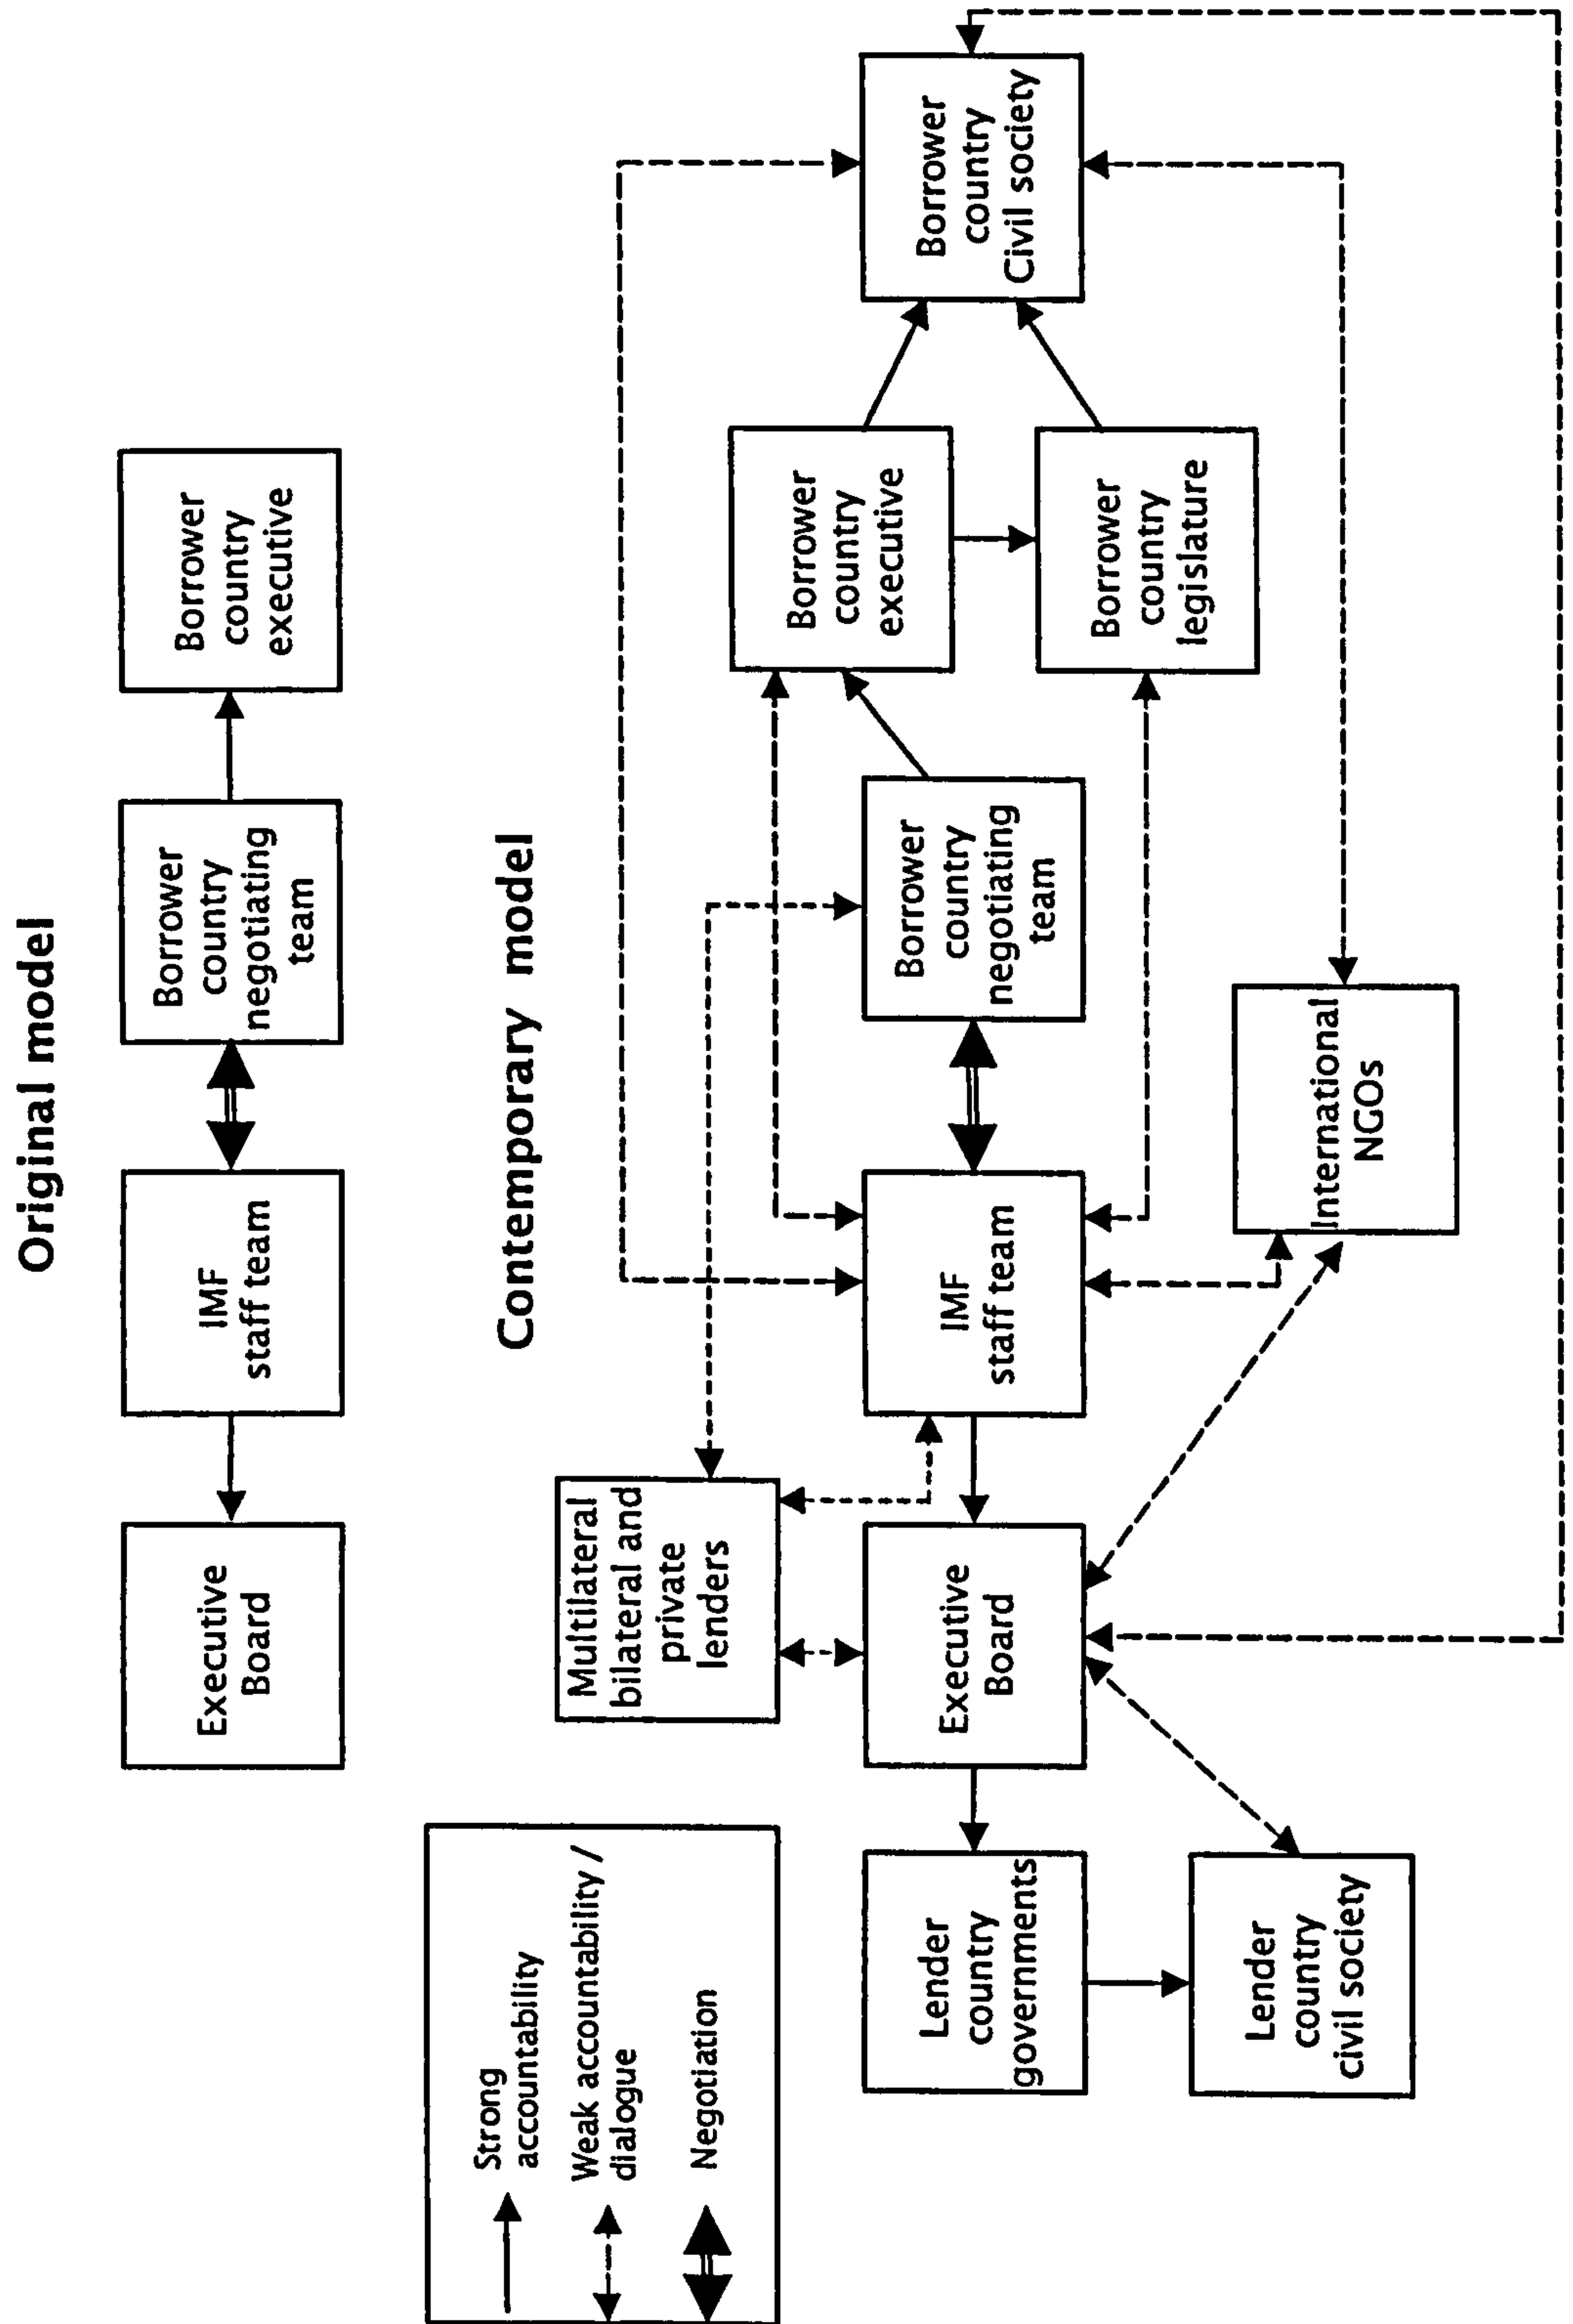 Original model
Executive
Board
IMF
staff team
Borrower
country
negotiating
team
Borrower
country
executive
Contemporary model
Strong
accountability
Weak accountability /
dialogue
Negotiation
Multilateral
bilateral and
private
lenders
Lender
country
governments
Executive
Board
IMF
staff team
Borrower
country
negotiating
team
Borrower
country
executive
Borrower
country
legislature
Borrower
country
Civil society
Lender
country
civil society
International
NGOs